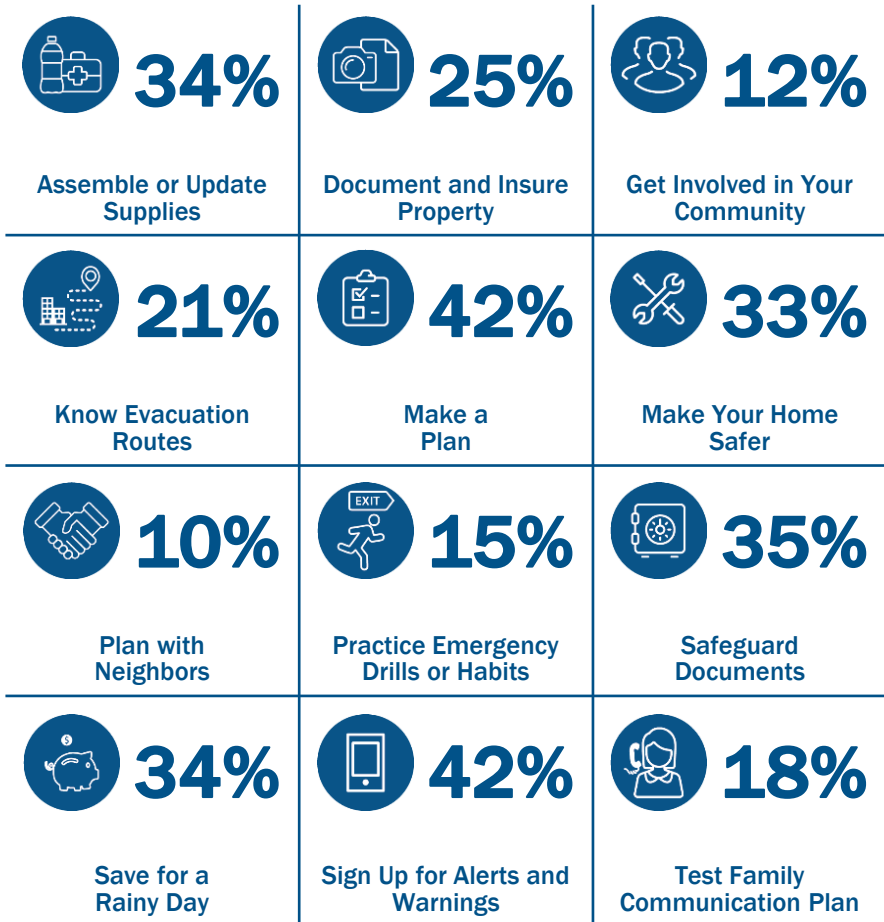 34%
Assemble or Update
Supplies
25%
Document and Insure
Property
12%
Get Involved in Your
Community
21%
Know Evacuation
Routes
42%
Make a
Plan
33%
Make Your Home
Safer
10%
Plan with
Neighbors
EXIT
15%
Practice Emergency
Drills or Habits
35%
Safeguard
Documents
$
34%
Save for a
Rainy Day
42%
Sign Up for Alerts and
Warnings
18%
Test Family
Communication Plan